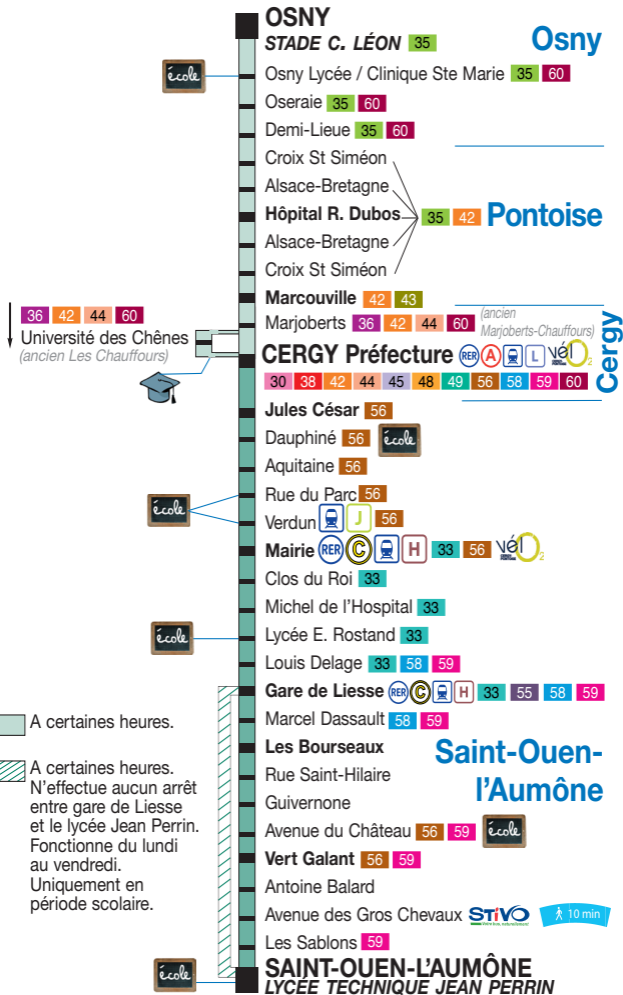 OSNY
STADE C. LÉON 35
Osny
école
Osny Lycée / Clinique Ste Marie 35 60
Oseraie 35 60
Demi-Lieue 35 60
Croix St Siméon
Alsace-Bretagne
Hôpital R. Dubos 35 42 Pontoise
Alsace-Bretagne
Croix St Siméon
Marcouville 42 43
Marjoberts 36 42 44 60 (ancien
Marjoberts-Chauffours)
Cergy
36 42 44 60
Université des Chênes
(ancien Les Chauffours)
CERGY Préfecture RER A L vélO2
30 38 42 44 45 48 49 56 58 59 60
Jules César 56
Dauphiné 56 école
Aquitaine 56
Rue du Parc 56
école
Verdun J 56
Mairie RER C H 33 56 vélO2
Clos du Roi 33
Michel de l'Hospital 33
école
Lycée E. Rostand 33
Louis Delage 33 58 59
Gare de Liesse RER C H 33 55 58 59
Marcel Dassault 58 59
Les Bourseaux
Saint-Ouen-
l'Aumône
Rue Saint-Hilaire
Guivernone
Avenue du Château 56 59 école
Vert Galant 56 59
Antoine Balard
Avenue des Gros Chevaux STIVO 10 min
Les Sablons 59
école
SAINT-OUEN-L'AUMÔNE
LYCÉE TECHNIQUE JEAN PERRIN
A certaines heures.
A certaines heures.
N'effectue aucun arrêt
entre gare de Liesse
et le lycée Jean Perrin.
Fonctionne du lundi
au vendredi.
Uniquement en
période scolaire.